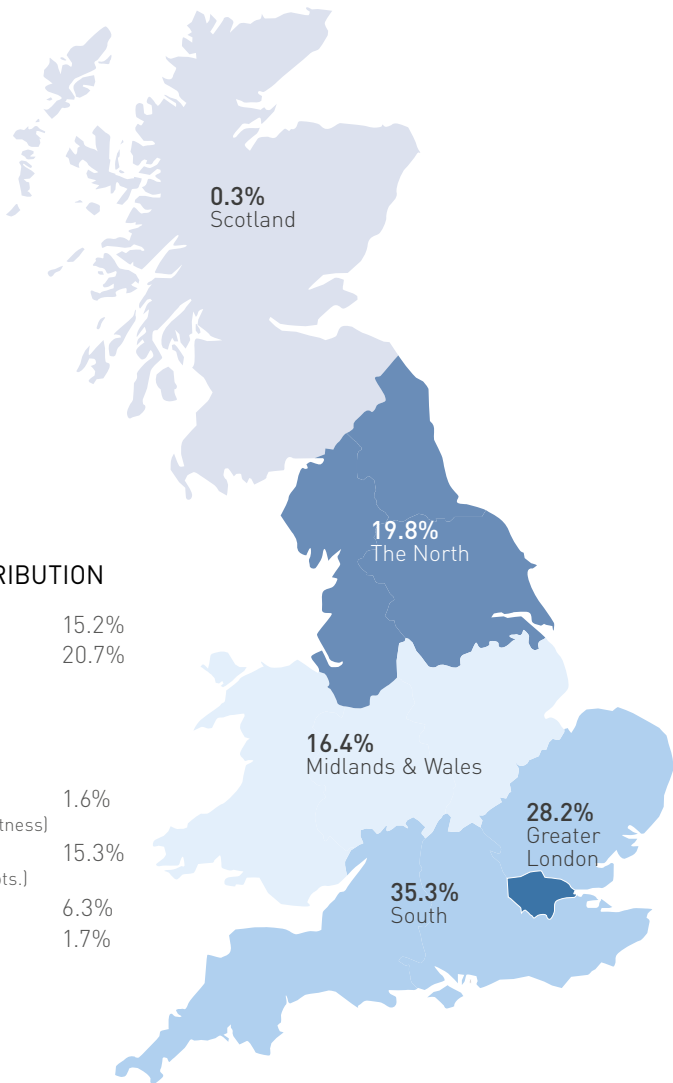 0.3%
Scotland
19.8%
The North
RIBUTION
15.2%
20.7%
16.4%
Midlands & Wales
1.6%
tness)
15.3%
ots.)
6.3%
1.7%
28.2%
Greater
London
35.3%
South